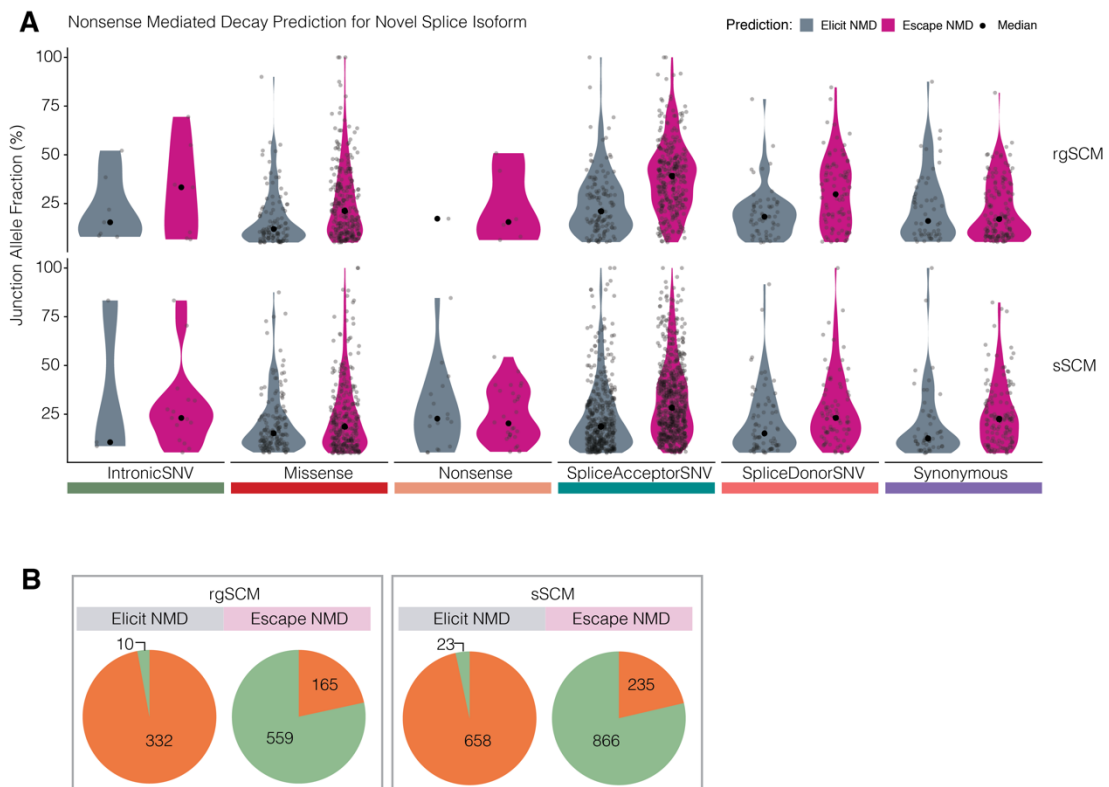 A
Nonsense Mediated Decay Prediction for Novel Splice Isoform
Prediction: Elicit NMD Escape NMD Median
Junction Allele Fraction (%)
100
75
50
25
rgSCM
100
75
50
25
sSCM
IntronicSNV Missense Nonsense SpliceAcceptorSNV SpliceDonorSNV Synonymous
B
rgSCM sSCM
Elicit NMD Escape NMD Elicit NMD Escape NMD
10 23
165 235
332 559 658 866